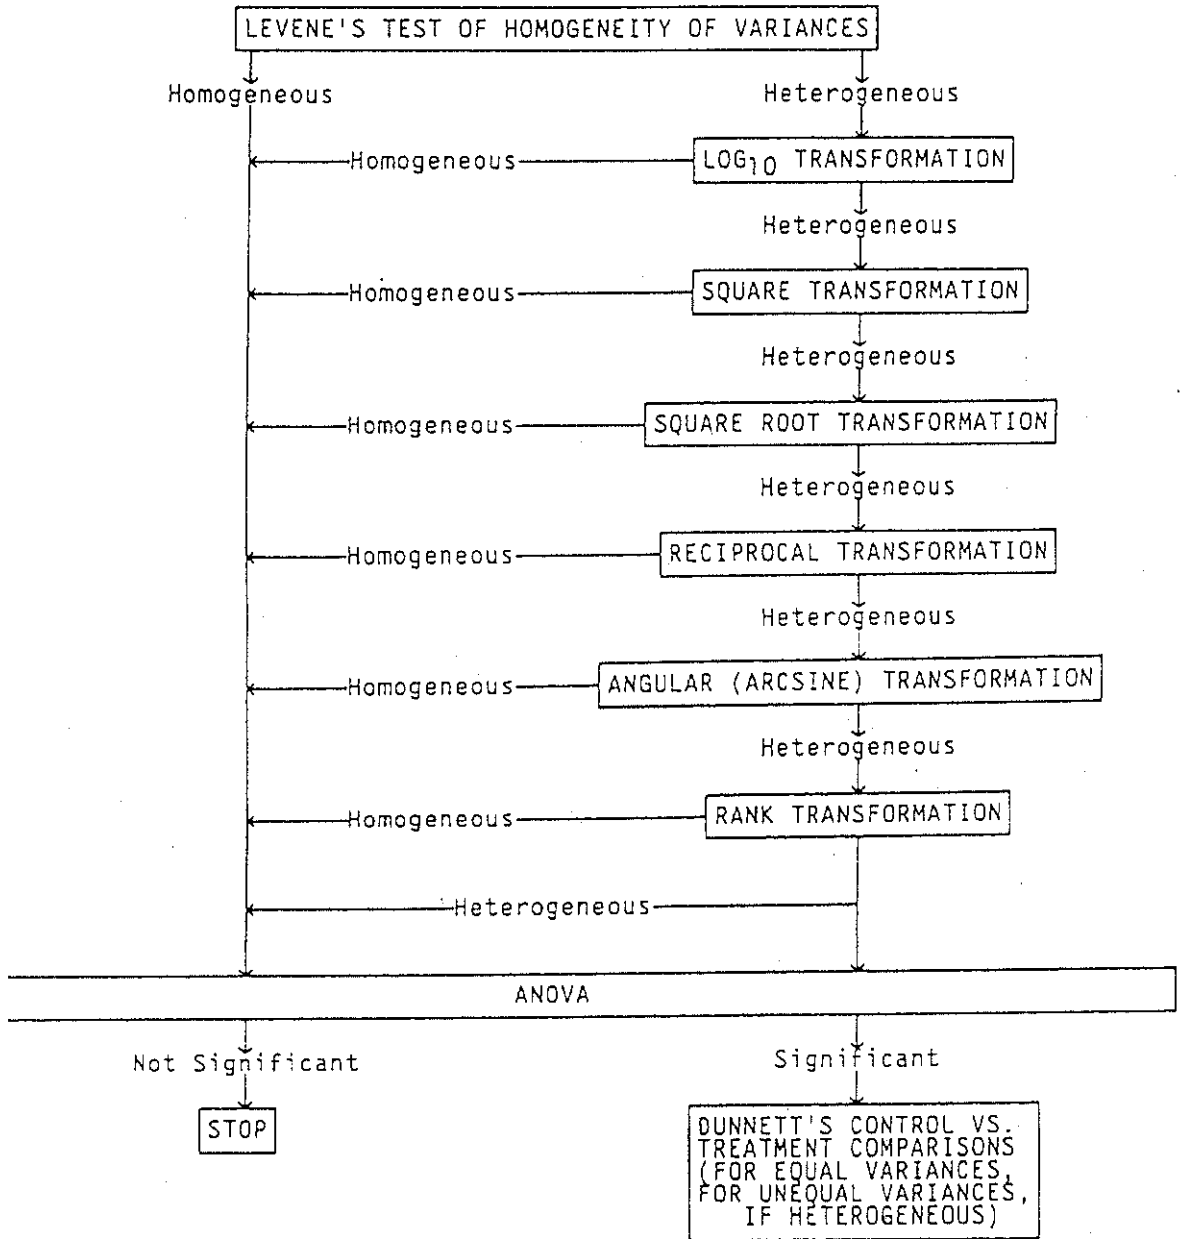 LEVENE'S TEST OF HOMOGENEITY OF VARIANCES
Homogeneous
Heterogeneous
Homogeneous
LOG10 TRANSFORMATION
Heterogeneous
Homogeneous
SQUARE TRANSFORMATION
Heterogeneous
Homogeneous
SQUARE ROOT TRANSFORMATION
Heterogeneous
Homogeneous
RECIPROCAL TRANSFORMATION
Heterogeneous
Homogeneous
ANGULAR (ARCSINE) TRANSFORMATION
Heterogeneous
Homogeneous
RANK TRANSFORMATION
Heterogeneous
ANOVA
Not Significant
Significant
STOP
DUNNETT'S CONTROL VS.
TREATMENT COMPARISONS
(FOR EQUAL VARIANCES,
FOR UNEQUAL VARIANCES,
IF HETEROGENEOUS)